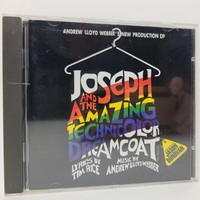 ANDREW LLOYD WEBBER'S NEW PRODUCTION OF
JOSEPH
AND THE
AMAZING
TECHNICOLOR
DREAMCOAT
LYRICS BY
TIM RICE
MUSIC BY
ANDREW LLOYD WEBBER